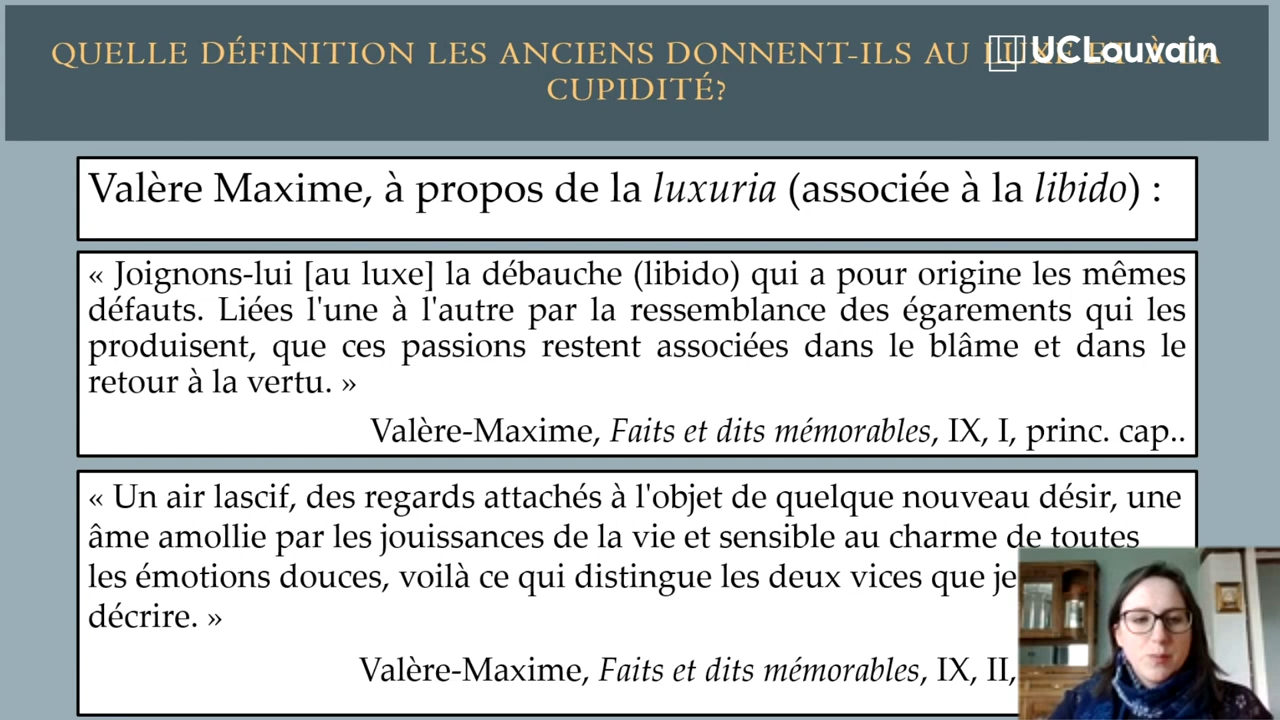 QUELLE DÉFINITION LES ANCIENS DONNENT-ILS AU LUXE ET À LA
UCLouvain
CUPIDITÉ?
Valère Maxime, à propos de la luxuria (associée à la libido) :
« Joignons-lui [au luxe] la débauche (libido) qui a pour origine les mêmes
défauts. Liées l'une à l'autre par la ressemblance des égarements qui les
produisent, que ces passions restent associées dans le blâme et dans le
retour à la vertu. »
Valère-Maxime, Faits et dits mémorables, IX, I, princ. cap..
« Un air lascif, des regards attachés à l'objet de quelque nouveau désir, une
âme amollie par les jouissances de la vie et sensible au charme de toutes
les émotions douces, voilà ce qui distingue les deux vices que je
décrire. »
Valère-Maxime, Faits et dits mémorables, IX, II,